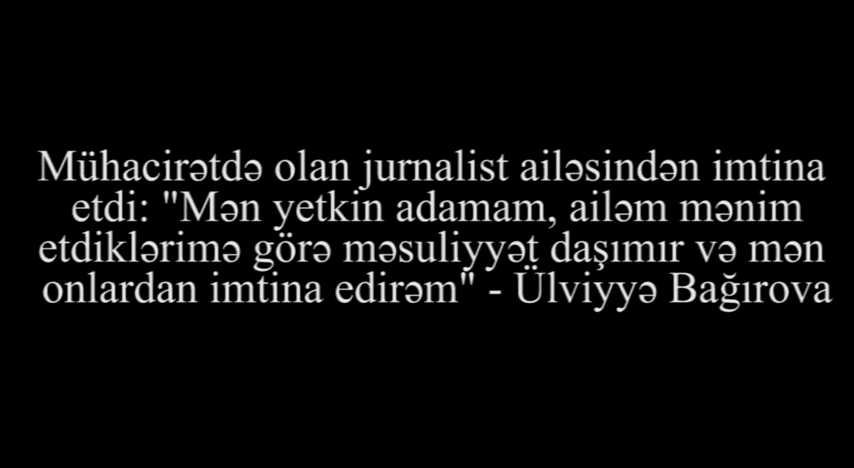 Mühacirətdə olan jurnalist ailəsindən imtina
etdi: "Mən yetkin adamam, ailəm mənim
etdiklərimə görə məsuliyyət daşımır və mən
onlardan imtina edirəm" - Ülviyyə Bağırova